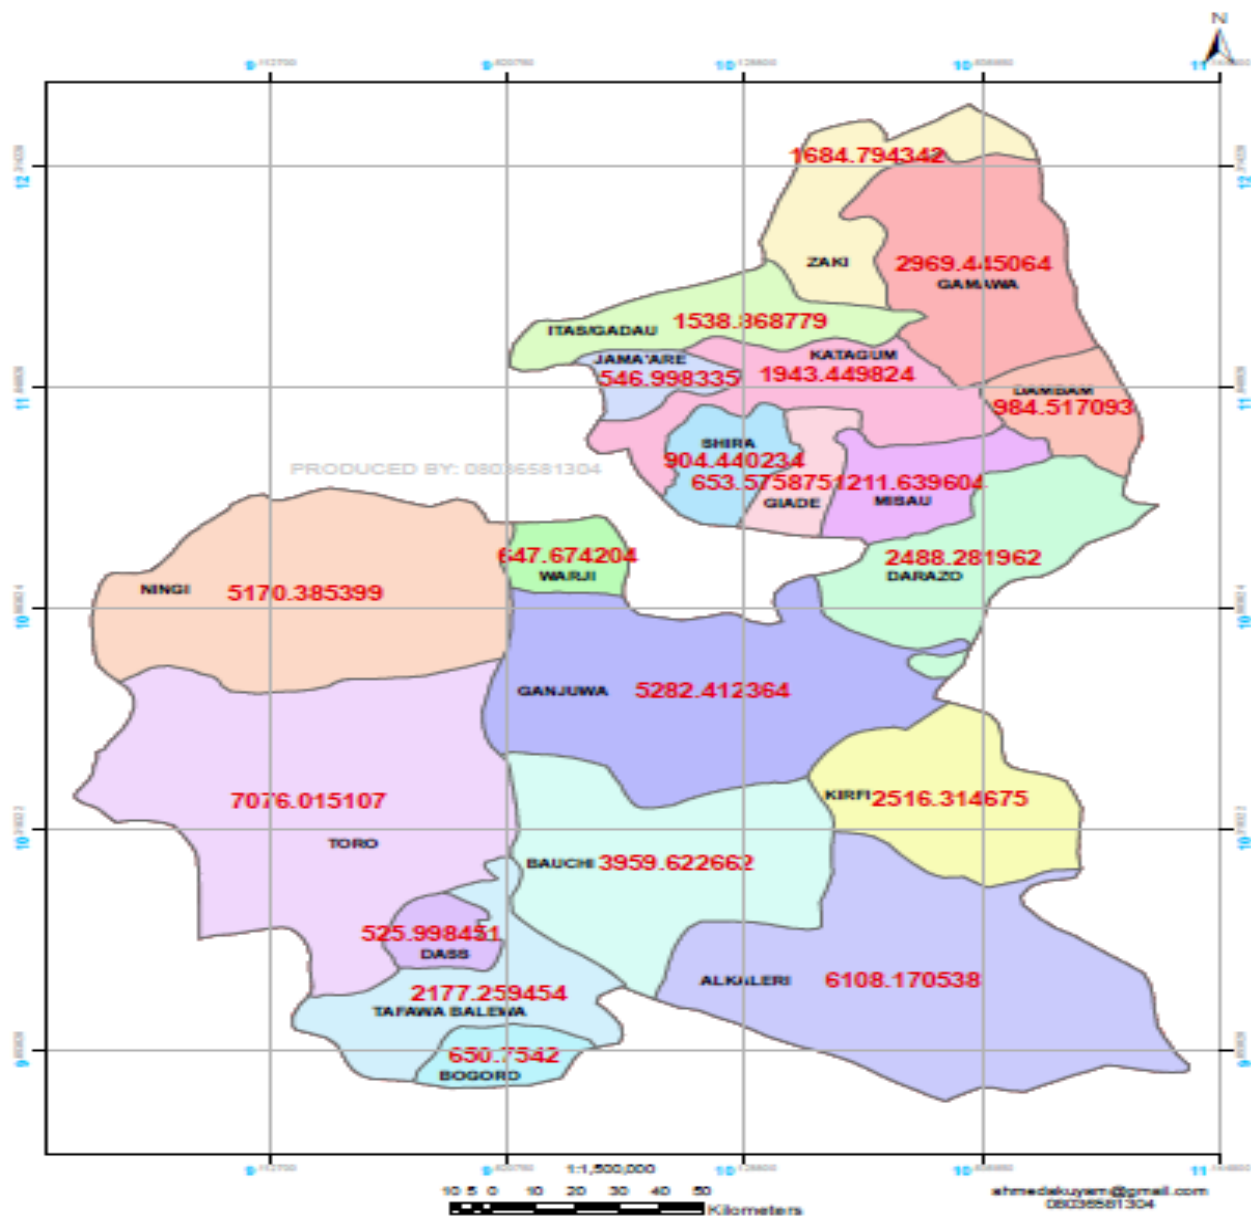 N
1684.794342
ZAKI
2969.445064
GAMAWA
ITAS/GADAU 1538.868779
JAMA'ARE
546.998335
KATAGUM
1943.449824
DAMBAM
984.517093
SHIRA
904.440234
653.575875
GIADE
1211.639604
MISAU
PRODUCED BY: 08036581304
647.674204
WARJI
2488.281962
DARAZO
NINGI 5170.385399
GANJUWA 5282.412364
7076.015107
TORO
KIRFI 2516.314675
BAUCHI 3959.622662
525.998451
DASS
ALKALERI 6108.170538
2177.259454
TAFAWA BALEWA
650.7542
BOGORO
1:1,500,000
10 5 0 10 20 30 40 50
Kilometers
ahmedakuyam@gmail.com
08036581304